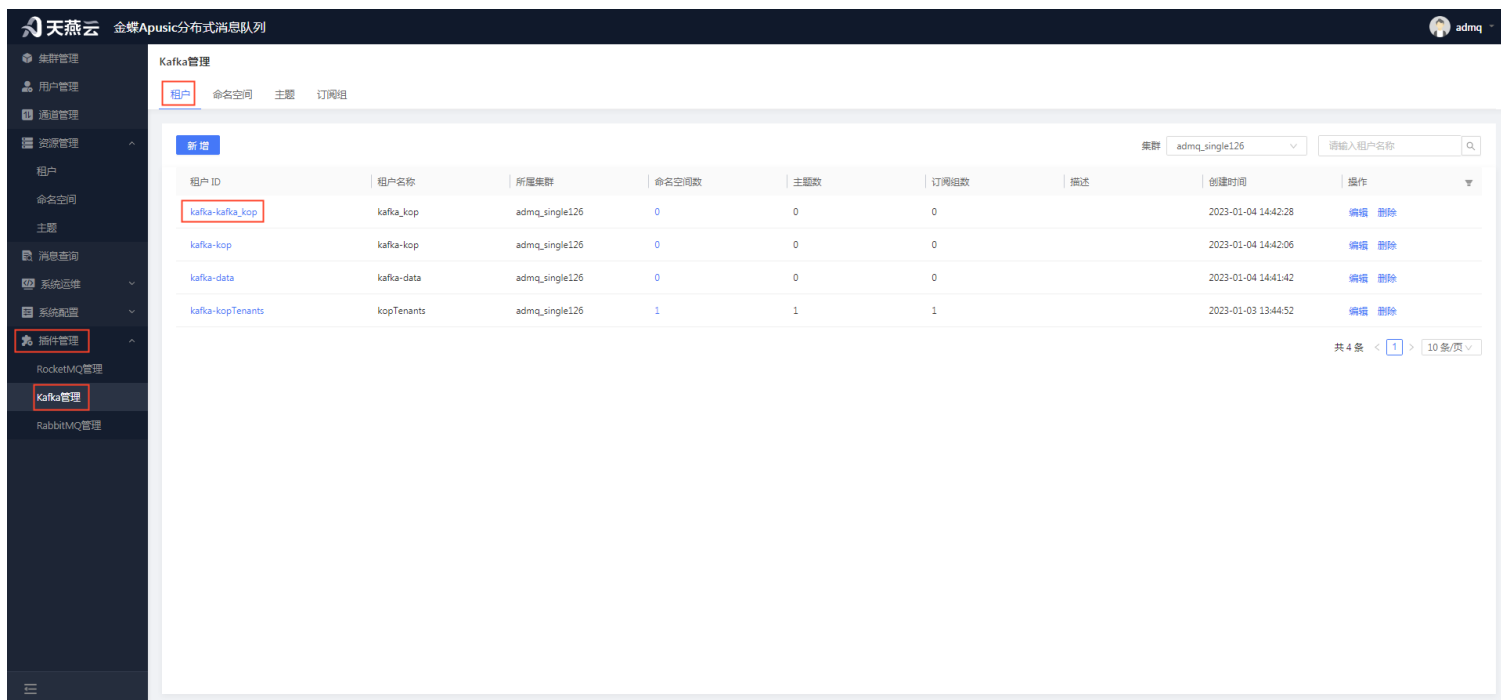 天燕云 金蝶Apusic分布式消息队列
admq
集群管理
用户管理
通道管理
资源管理
租户
命名空间
主题
消息查询
系统运维
系统配置
插件管理
RocketMQ管理
Kafka管理
RabbitMQ管理
Kafka管理
租户 命名空间 主题 订阅组
新增
集群 admq_single126 请输入租户名称
租户 ID 租户名称 所属集群 命名空间数 主题数 订阅组数 描述 创建时间 操作
kafka-kafka_kop kafka_kop admq_single126 0 0 0 2023-01-04 14:42:28 编辑 删除
kafka-kop kafka-kop admq_single126 0 0 0 2023-01-04 14:42:06 编辑 删除
kafka-data kafka-data admq_single126 0 0 0 2023-01-04 14:41:42 编辑 删除
kafka-kopTenants kopTenants admq_single126 1 1 1 2023-01-03 13:44:52 编辑 删除
共 4 条 < 1 > 10 条/页